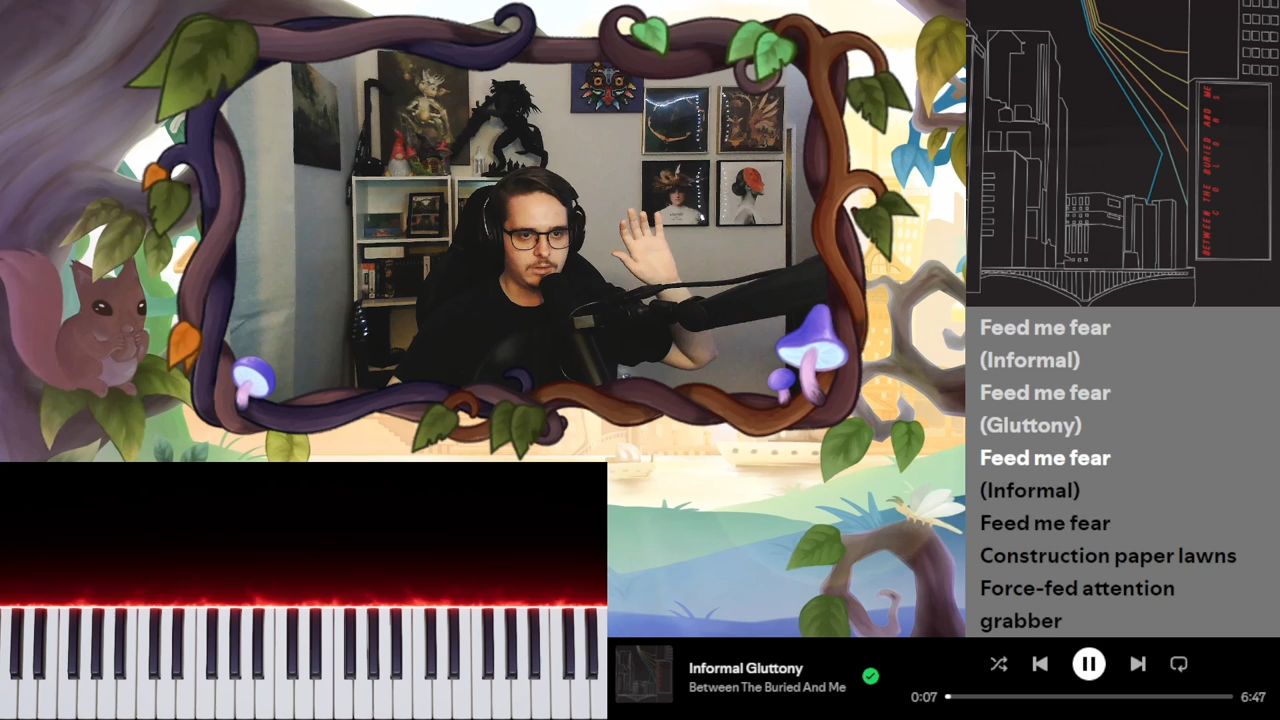 BETWEEN THE BURIED AND ME
COLORS
Feed me fear
(Informal)
Feed me fear
(Gluttony)
Feed me fear
(Informal)
Feed me fear
Construction paper lawns
Force-fed attention
grabber
Informal Gluttony
Between The Buried And Me
0:07
6:47